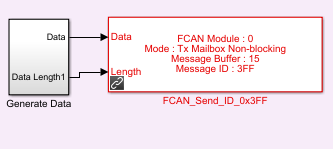 Data
Data Length1
Generate Data
Data
Length
FCAN Module : 0
Mode : Tx Mailbox Non-blocking
Message Buffer : 15
Message ID : 3FF
FCAN_Send_ID_0x3FF